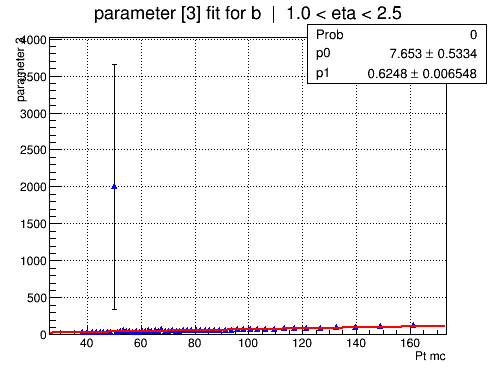 parameter [3] fit for b | 1.0 < eta < 2.5
Prob 0
p0 7.653 ± 0.5334
p1 0.6248 ± 0.006548
parameter
4000
3500
3000
2500
2000
1500
1000
500
0
40 60 80 100 120 140 160
Pt mc